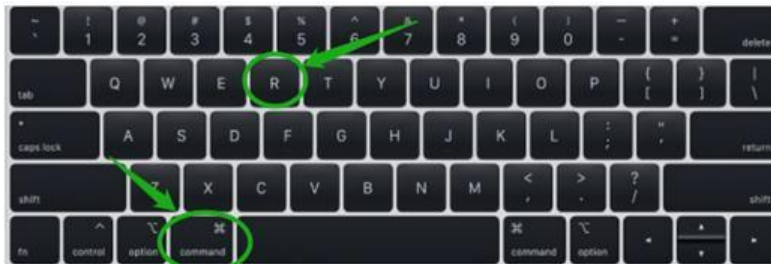 ~ ! @ # $ % ^ & * ( ) — +
` 1 2 3 4 5 6 7 8 9 0 - = delete
tab Q W E R T Y U I O P { [ } ] | \
caps lock A S D F G H J K L : ; " ' return
shift Z X C V B N M < , > . ? / shift
fn ^ control ⌥ option ⌘ command ⌘ command ⌥ option ◄ ▲ ▼ ►